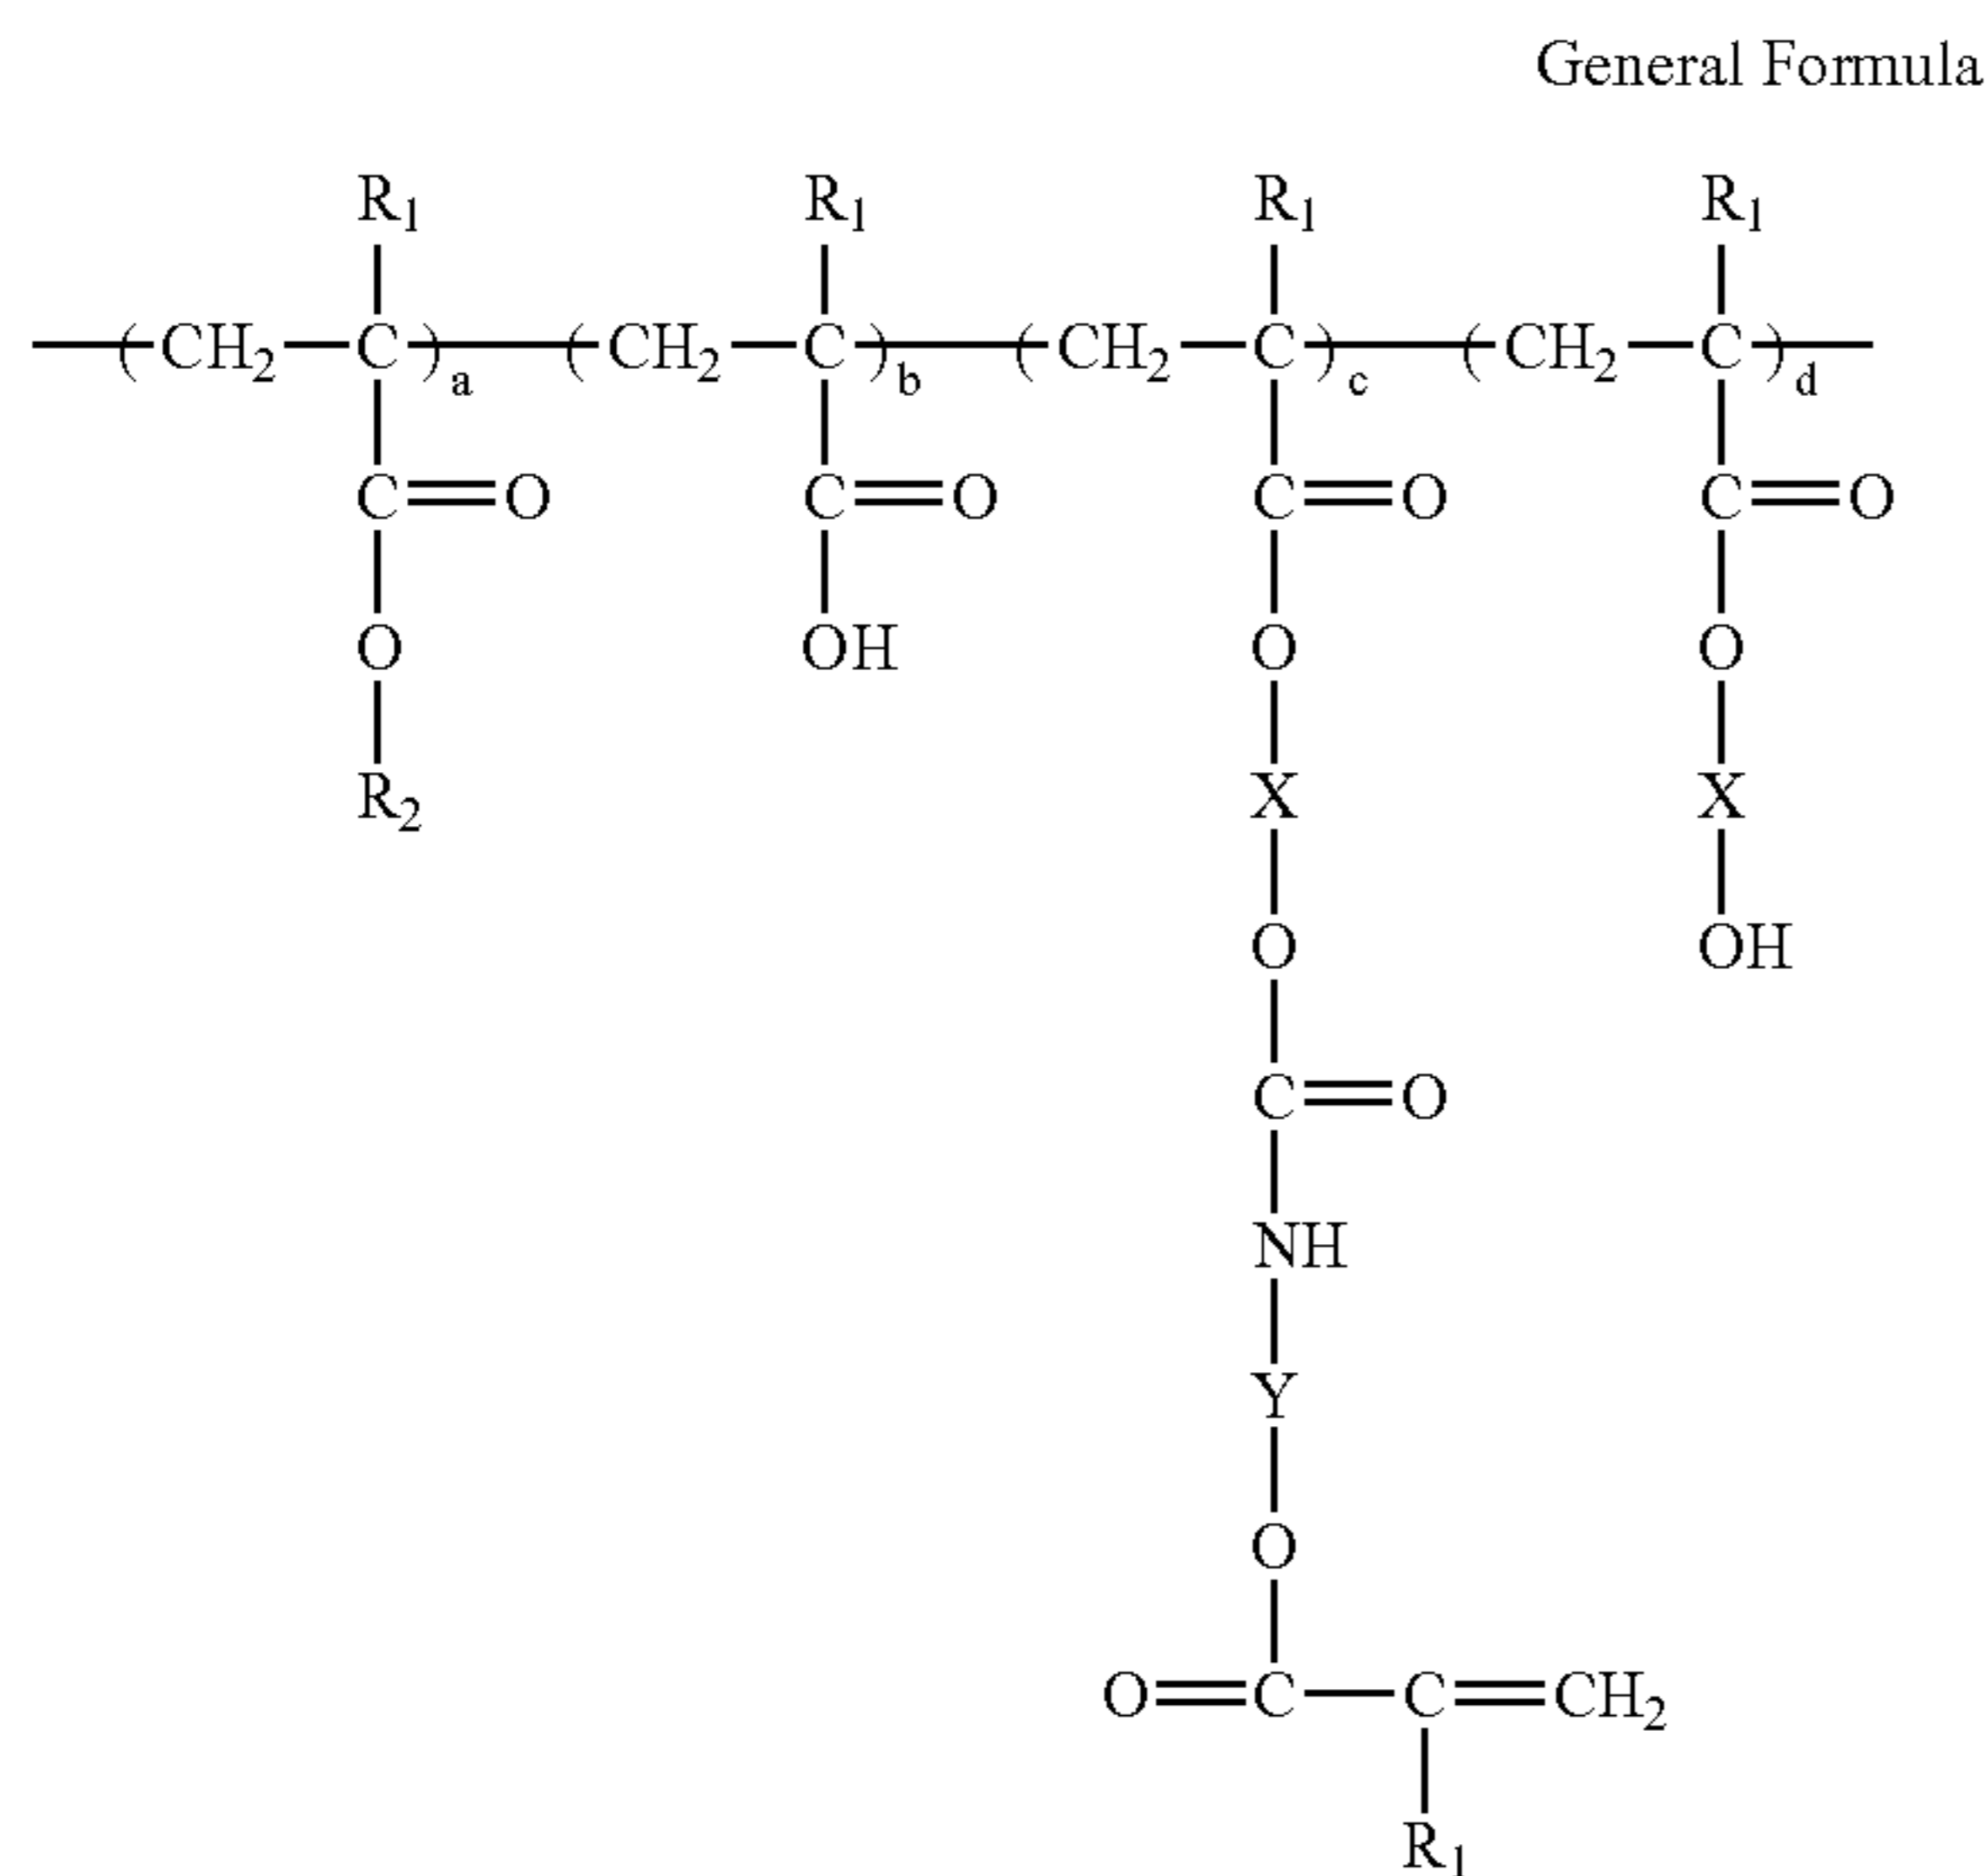 General Formula
R1 R1 R1 R1
( CH2 C )a ( CH2 C )b ( CH2 C )c ( CH2 C )d
C O C O C O C O
O OH O O
R2 X X
O OH
C O
NH
Y
O
O C C CH2
R1